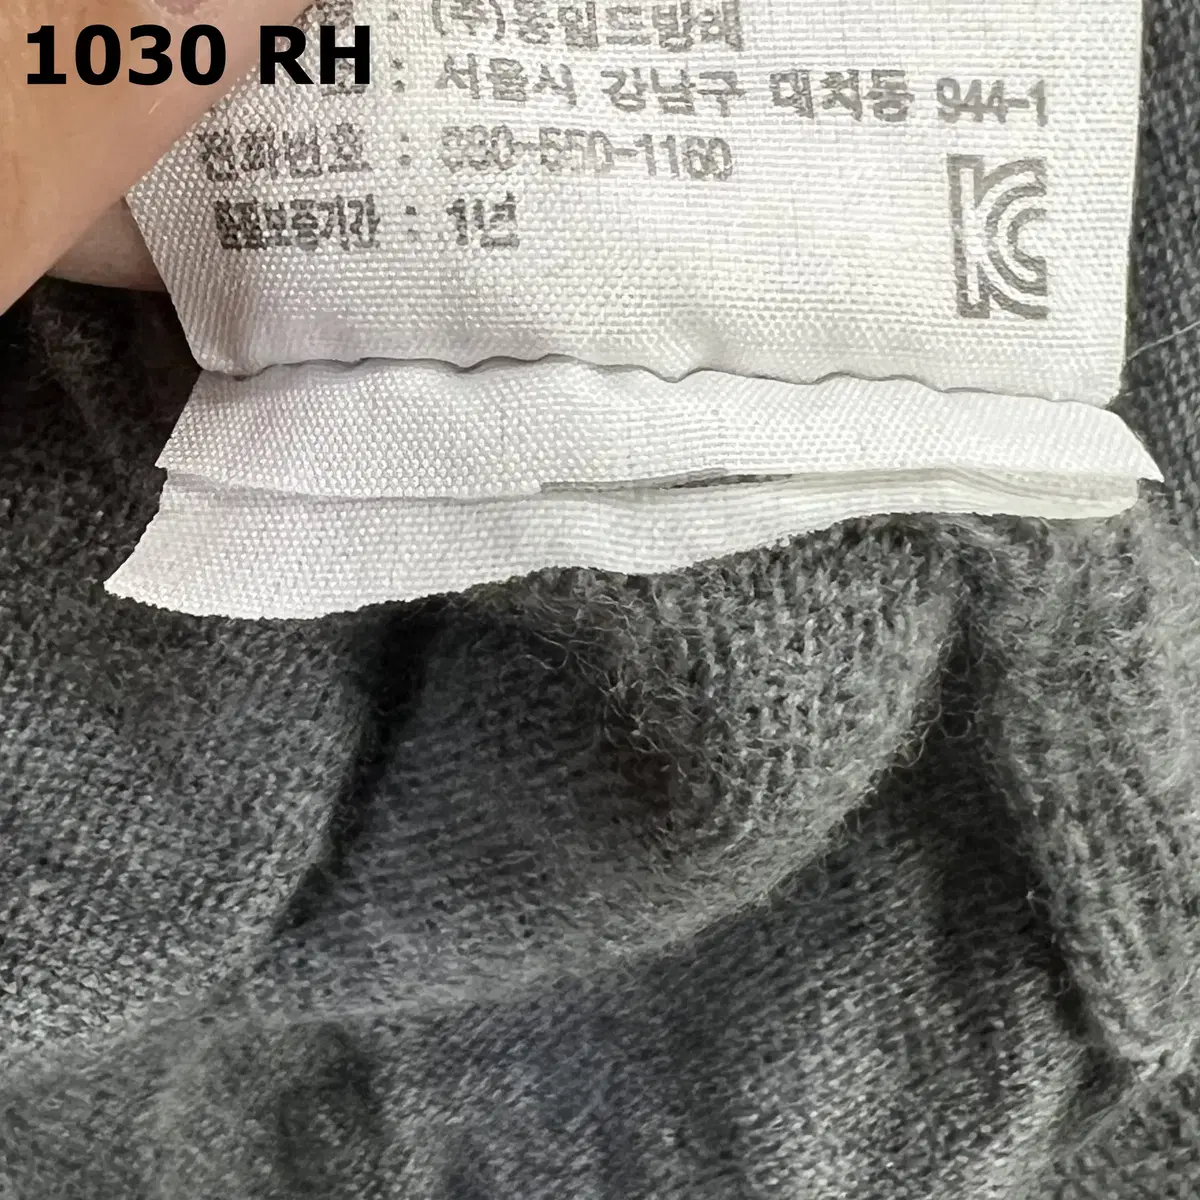 1030 RH
: (주)동일드방레
: 서울시 강남구 대치동 944-1
전화번호 : 080-550-1160
품질보증기간 : 1년
KC